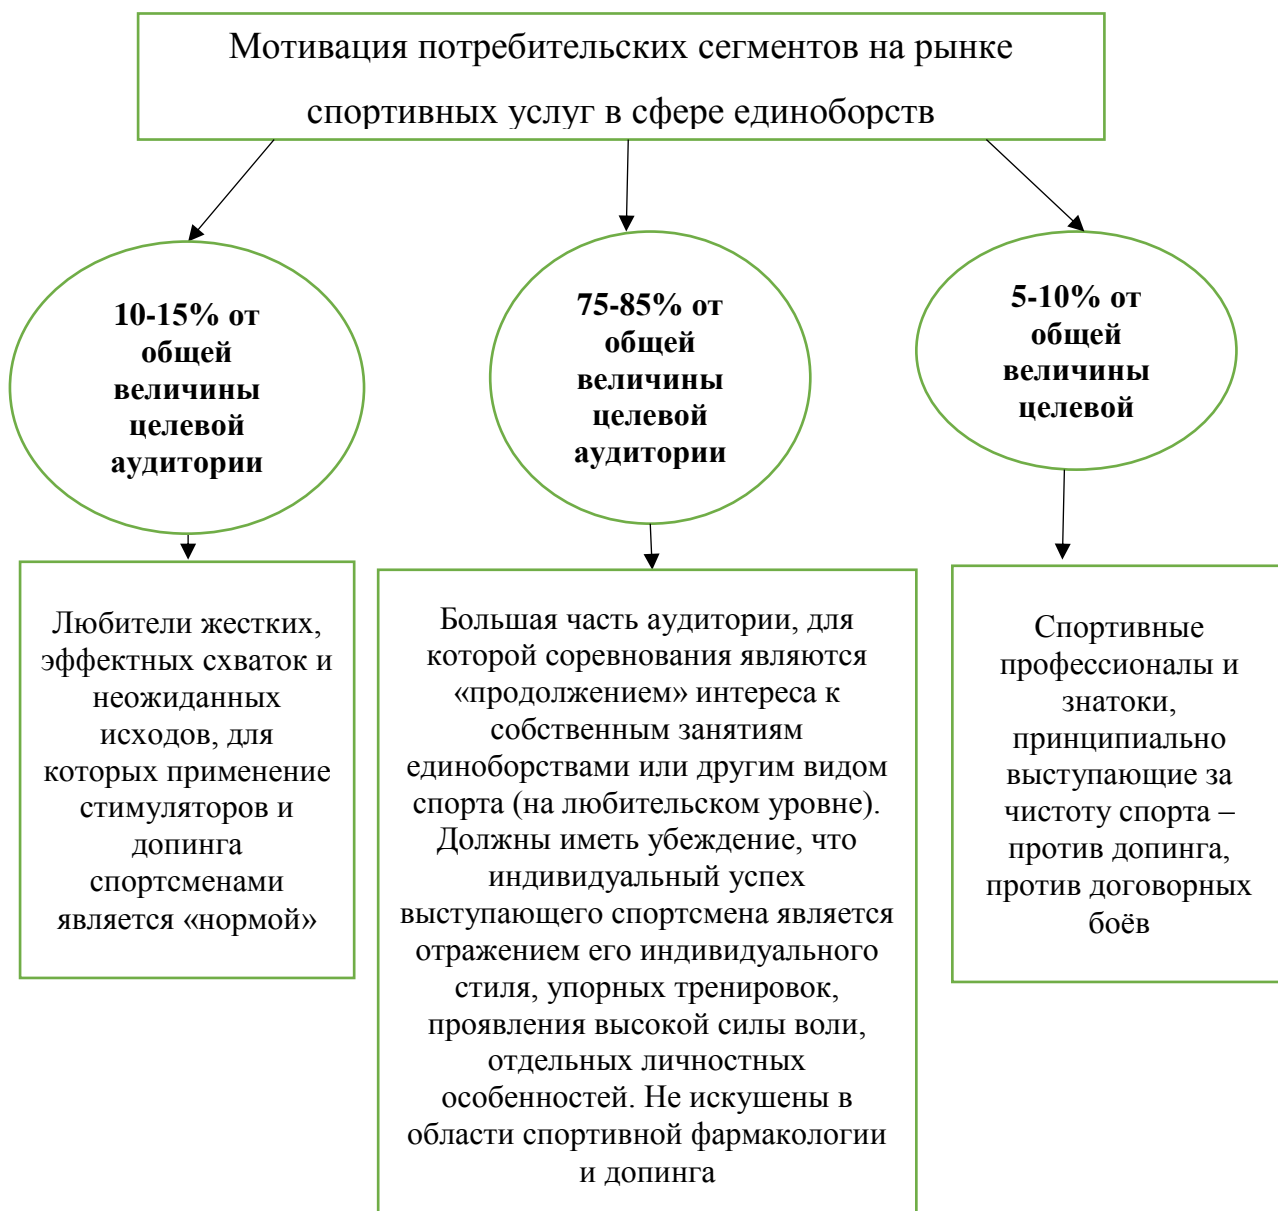 Мотивация потребительских сегментов на рынке
спортивных услуг в сфере единоборств
10-15% от
общей
величины
целевой
аудитории
75-85% от
общей
величины
целевой
аудитории
5-10% от
общей
величины
целевой
Любители жестких,
эффектных схваток и
неожиданных
исходов, для
которых применение
стимуляторов и
допинга
спортсменами
является «нормой»
Большая часть аудитории, для
которой соревнования являются
«продолжением» интереса к
собственным занятиям
единоборствами или другим видом
спорта (на любительском уровне).
Должны иметь убеждение, что
индивидуальный успех
выступающего спортсмена является
отражением его индивидуального
стиля, упорных тренировок,
проявления высокой силы воли,
отдельных личностных
особенностей. Не искушены в
области спортивной фармакологии
и допинга
Спортивные
профессионалы и
знатоки,
принципиально
выступающие за
чистоту спорта –
против допинга,
против договорных
боёв